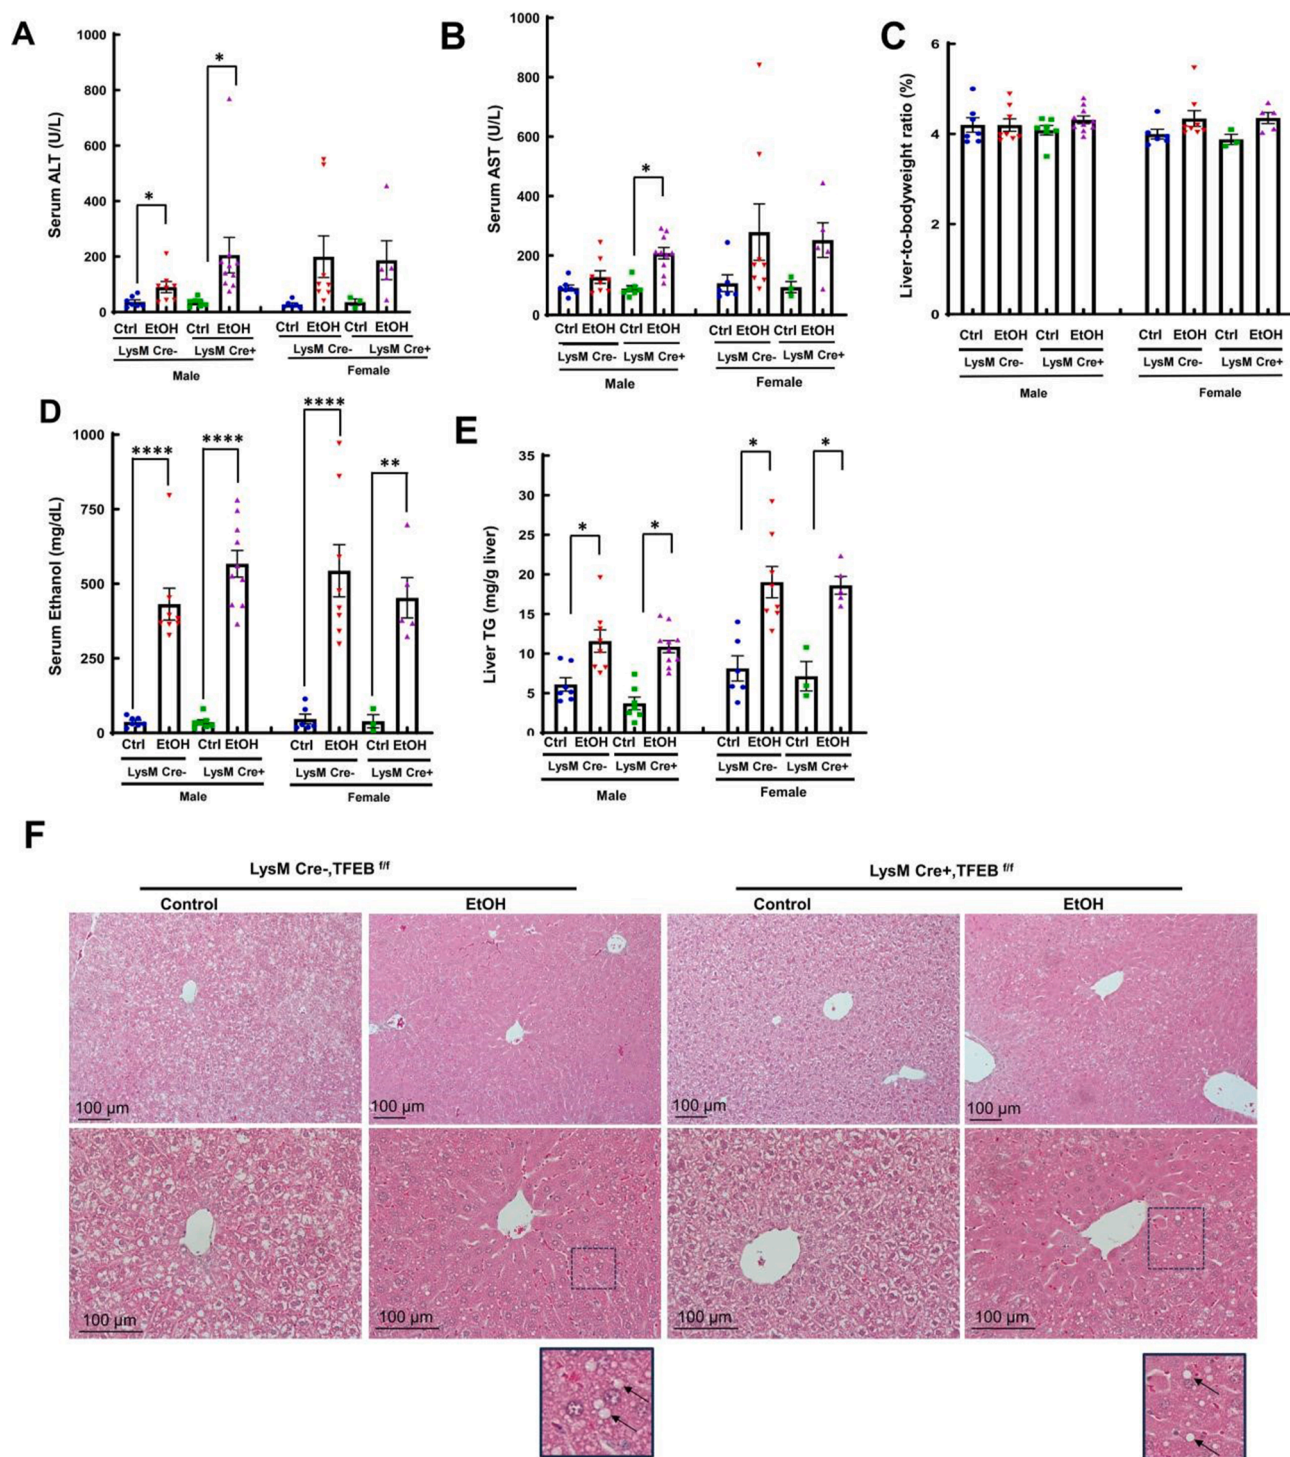 A
Serum ALT (U/L)
1000
800
600
400
200
0
*
*
Ctrl EtOH Ctrl EtOH Ctrl EtOH Ctrl EtOH
LysM Cre- LysM Cre+ LysM Cre- LysM Cre+
Male Female
B
Serum AST (U/L)
1000
800
600
400
200
0
*
Ctrl EtOH Ctrl EtOH Ctrl EtOH Ctrl EtOH
LysM Cre- LysM Cre+ LysM Cre- LysM Cre+
Male Female
C
Liver-to-bodyweight ratio (%)
6
4
2
0
Ctrl EtOH Ctrl EtOH Ctrl EtOH Ctrl EtOH
LysM Cre- LysM Cre+ LysM Cre- LysM Cre+
Male Female
D
Serum Ethanol (mg/dL)
1000
750
500
250
0
**** **** **** **
Ctrl EtOH Ctrl EtOH Ctrl EtOH Ctrl EtOH
LysM Cre- LysM Cre+ LysM Cre- LysM Cre+
Male Female
E
Liver TG (mg/g liver)
35
30
25
20
15
10
5
0
* * * *
Ctrl EtOH Ctrl EtOH Ctrl EtOH Ctrl EtOH
LysM Cre- LysM Cre+ LysM Cre- LysM Cre+
Male Female
F
LysM Cre-,TFEB f/f LysM Cre+,TFEB f/f
Control EtOH Control EtOH
100 µm 100 µm 100 µm 100 µm
100 µm 100 µm 100 µm 100 µm